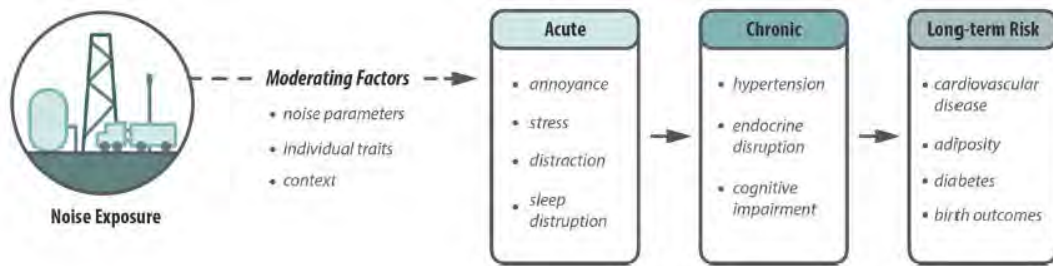 Noise Exposure
Moderating Factors
• noise parameters
• individual traits
• context
Acute
• annoyance
• stress
• distraction
• sleep
distruption
Chronic
• hypertension
• endocrine
disruption
• cognitive
impairment
Long-term Risk
• cardiovascular
disease
• adiposity
• diabetes
• birth outcomes